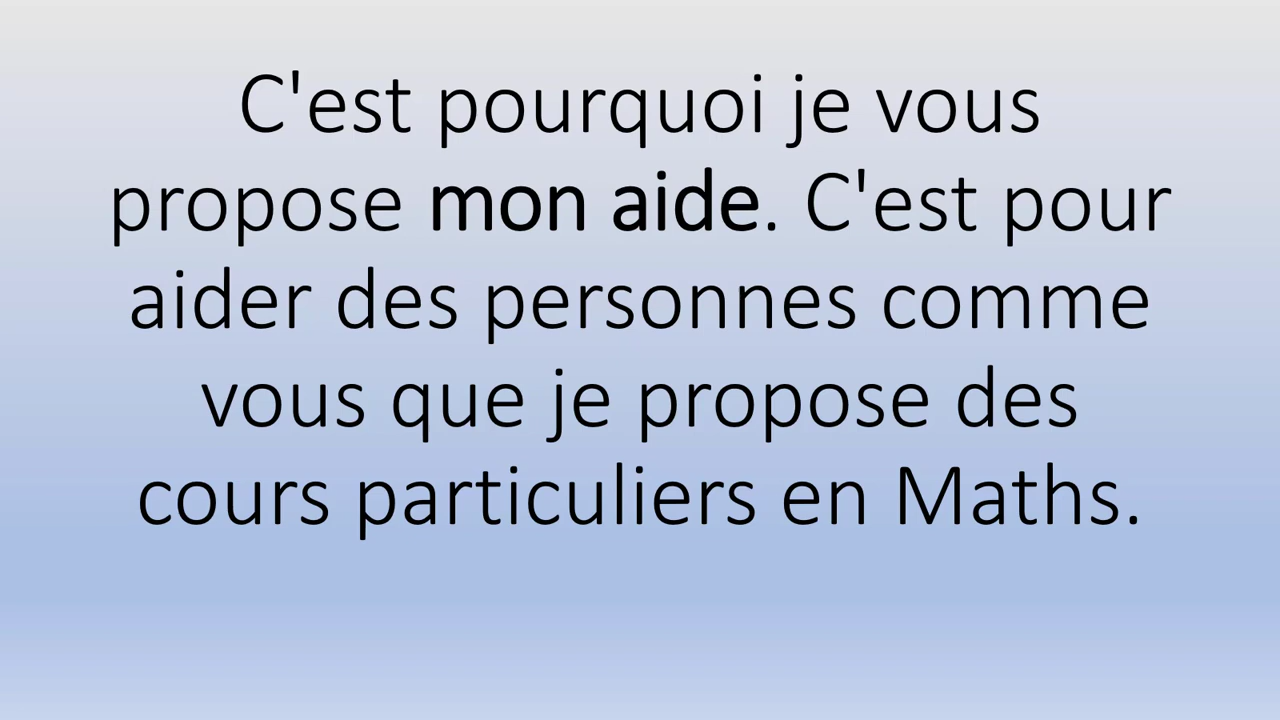 C'est pourquoi je vous
propose mon aide. C'est pour
aider des personnes comme
vous que je propose des
cours particuliers en Maths.